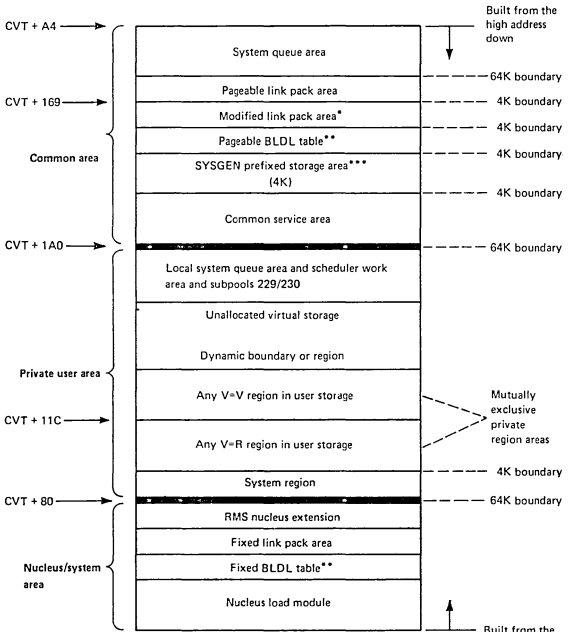 CVT + A4
Built from the
high address
down
System queue area
64K boundary
Pageable link pack area
CVT + 169
4K boundary
Modified link pack area*
4K boundary
Pageable BLDL table**
Common area
4K boundary
SYSGEN prefixed storage area***
(4K)
4K boundary
Common service area
CVT + 1A0
64K boundary
Local system queue area and scheduler work
area and subpools 229/230
Unallocated virtual storage
Dynamic boundary or region
Private user area
Any V=V region in user storage
CVT + 11C
Mutually
exclusive
private
region areas
Any V=R region in user storage
4K boundary
System region
CVT + 80
64K boundary
RMS nucleus extension
Fixed link pack area
Nucleus/system
area
Fixed BLDL table**
Nucleus load module
Built from the